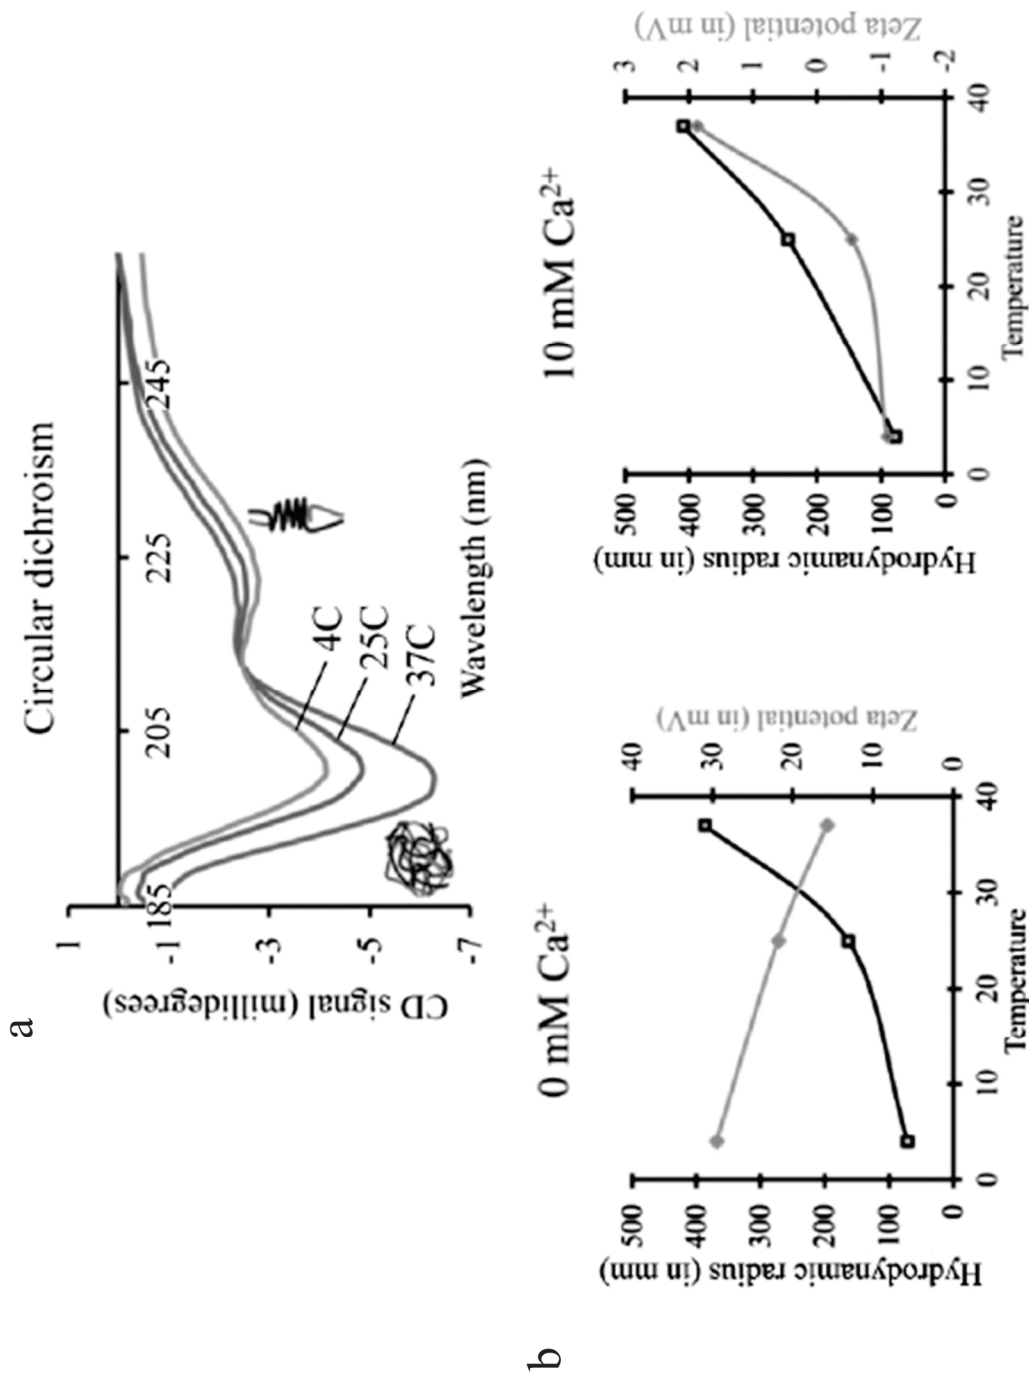 a
Circular dichroism
CD signal (millidegrees)
1
-1
-3
-5
-7
185
205
225
245
4C
25C
37C
Wavelength (nm)
b
0 mM Ca²⁺
Hydrodynamic radius (in mm)
500
400
300
200
100
0
Zeta potential (in mV)
40
30
20
10
0
0
10
20
30
40
Temperature
10 mM Ca²⁺
Hydrodynamic radius (in mm)
500
400
300
200
100
0
Zeta potential (in mV)
3
2
1
0
-1
-2
0
10
20
30
40
Temperature